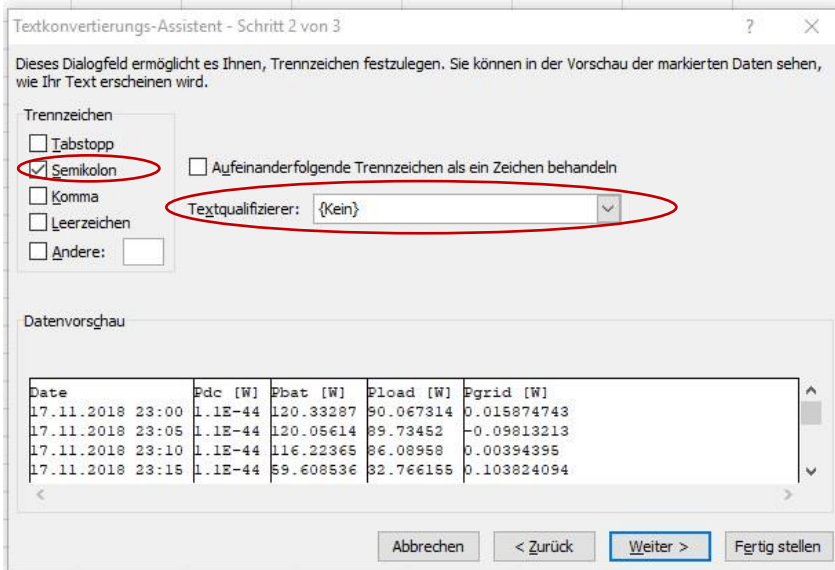 Textkonvertierungs-Assistent - Schritt 2 von 3 ? ×
Dieses Dialogfeld ermöglicht es Ihnen, Trennzeichen festzulegen. Sie können in der Vorschau der markierten Daten sehen,
wie Ihr Text erscheinen wird.
Trennzeichen
Tabstopp
Semikolon
Komma
Leerzeichen
Andere:
Aufeinanderfolgende Trennzeichen als ein Zeichen behandeln
Textqualifizierer: {Kein}
Datenvorschau
Date Pdc [W] Pbat [W] Pload [W] Pgrid [W]
17.11.2018 23:00 1.1E-44 120.33287 90.067314 0.015874743
17.11.2018 23:05 1.1E-44 120.05614 89.73452 -0.09813213
17.11.2018 23:10 1.1E-44 116.22365 86.08958 0.00394395
17.11.2018 23:15 1.1E-44 59.608536 32.766155 0.103824094
Abbrechen < Zurück Weiter > Fertig stellen